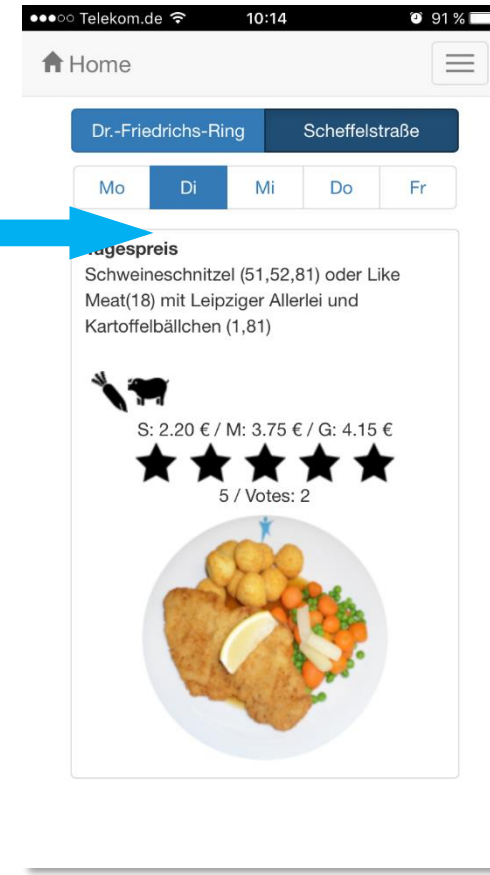 Telekom.de 10:14 91 %
Home
Dr.-Friedrichs-Ring Scheffelstraße
Mo Di Mi Do Fr
Tagespreis
Schweineschnitzel (51,52,81) oder Like
Meat(18) mit Leipziger Allerlei und
Kartoffelbällchen (1,81)
S: 2.20 € / M: 3.75 € / G: 4.15 €
5 / Votes: 2